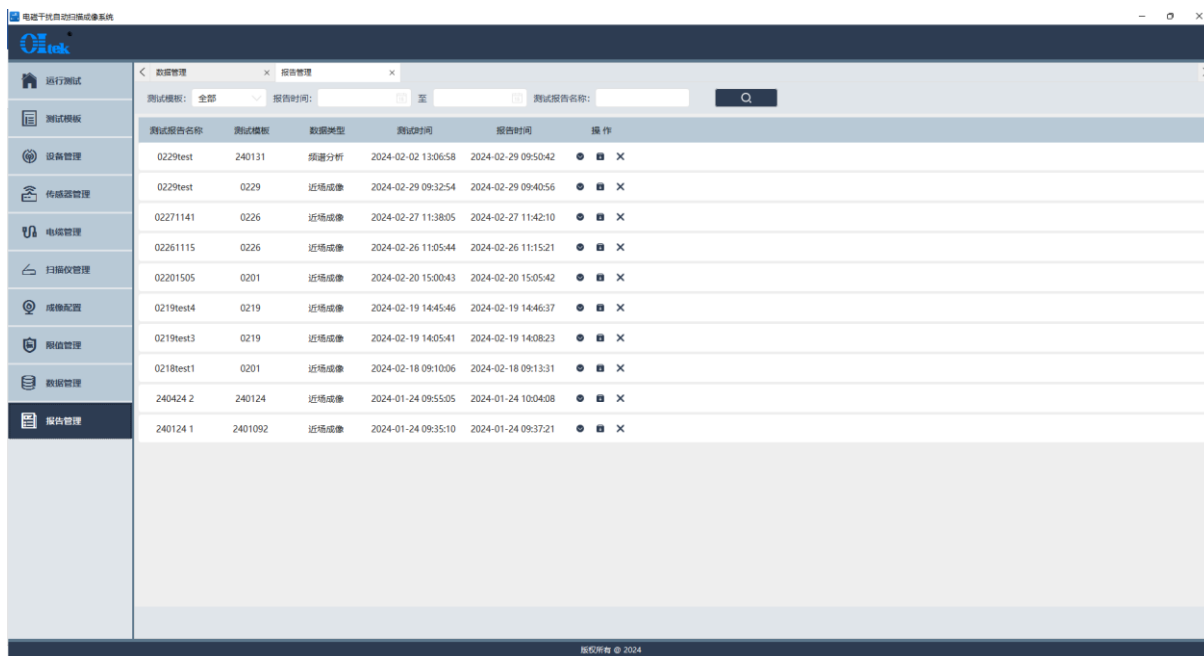 电磁干扰自动扫描成像系统
OItek
运行测试
测试模板
设备管理
传感器管理
电缆管理
扫描仪管理
成像配置
限值管理
数据管理
报告管理
数据管理 报告管理
测试模板: 全部 报告时间: 至 测试报告名称:
测试报告名称 测试模板 数据类型 测试时间 报告时间 操 作
0229test 240131 频谱分析 2024-02-02 13:06:58 2024-02-29 09:50:42
0229test 0229 近场成像 2024-02-29 09:32:54 2024-02-29 09:40:56
02271141 0226 近场成像 2024-02-27 11:38:05 2024-02-27 11:42:10
02261115 0226 近场成像 2024-02-26 11:05:44 2024-02-26 11:15:21
02201505 0201 近场成像 2024-02-20 15:00:43 2024-02-20 15:05:42
0219test4 0219 近场成像 2024-02-19 14:45:46 2024-02-19 14:46:37
0219test3 0219 近场成像 2024-02-19 14:05:41 2024-02-19 14:08:23
0218test1 0201 近场成像 2024-02-18 09:10:06 2024-02-18 09:13:31
240424 2 240124 近场成像 2024-01-24 09:55:05 2024-01-24 10:04:08
240124 1 2401092 近场成像 2024-01-24 09:35:10 2024-01-24 09:37:21
版权所有 @ 2024